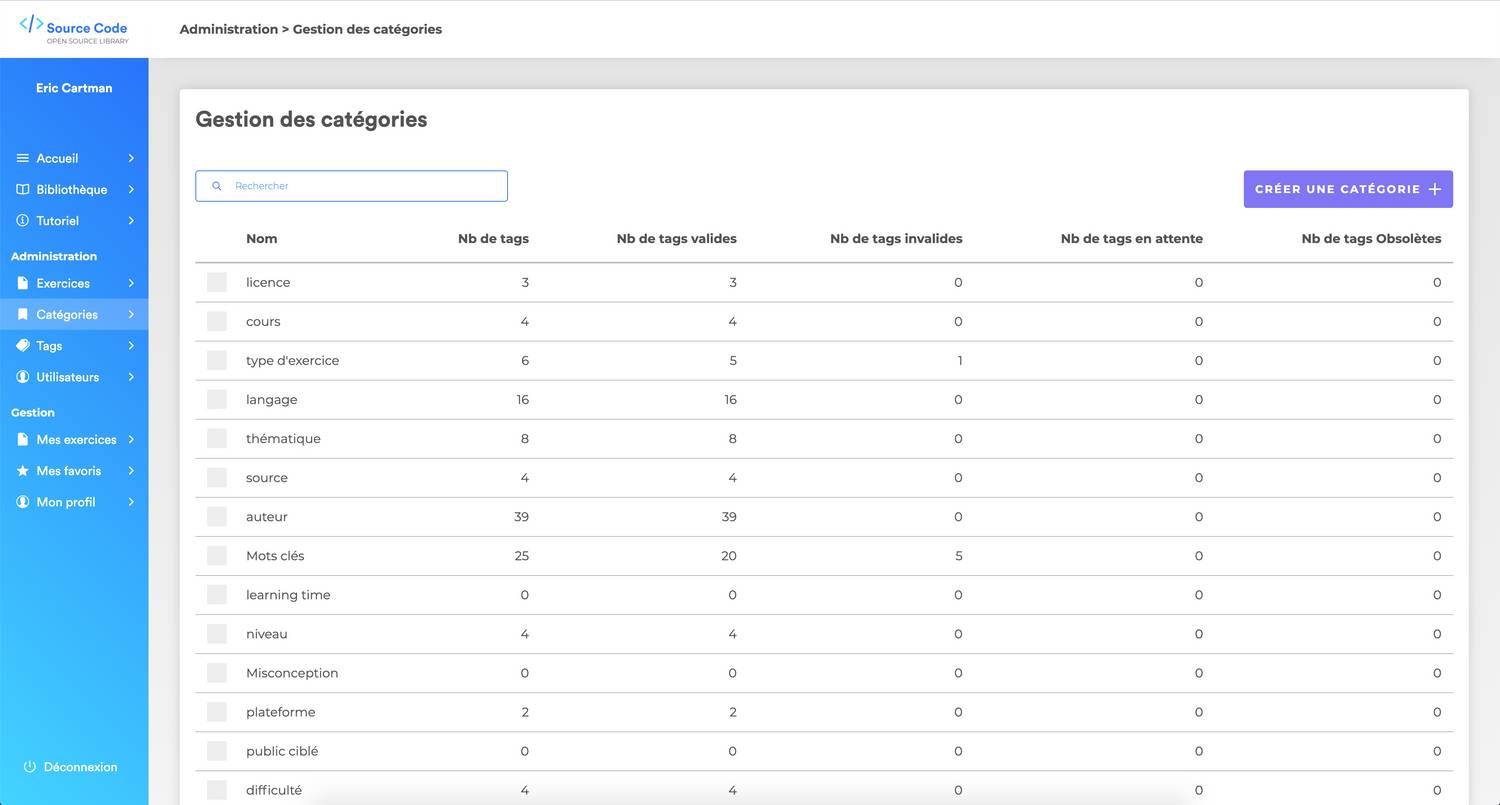 Source Code
OPEN SOURCE LIBRARY
Administration > Gestion des catégories
Eric Cartman
Accueil
Bibliothèque
Tutoriel
Administration
Exercices
Catégories
Tags
Utilisateurs
Gestion
Mes exercices
Mes favoris
Mon profil
Déconnexion
Gestion des catégories
Rechercher
CRÉER UNE CATÉGORIE +
Nom Nb de tags Nb de tags valides Nb de tags invalides Nb de tags en attente Nb de tags Obsolètes
licence 3 3 0 0 0
cours 4 4 0 0 0
type d'exercice 6 5 1 0 0
langage 16 16 0 0 0
thématique 8 8 0 0 0
source 4 4 0 0 0
auteur 39 39 0 0 0
Mots clés 25 20 5 0 0
learning time 0 0 0 0 0
niveau 4 4 0 0 0
Misconception 0 0 0 0 0
plateforme 2 2 0 0 0
public ciblé 0 0 0 0 0
difficulté 4 4 0 0 0